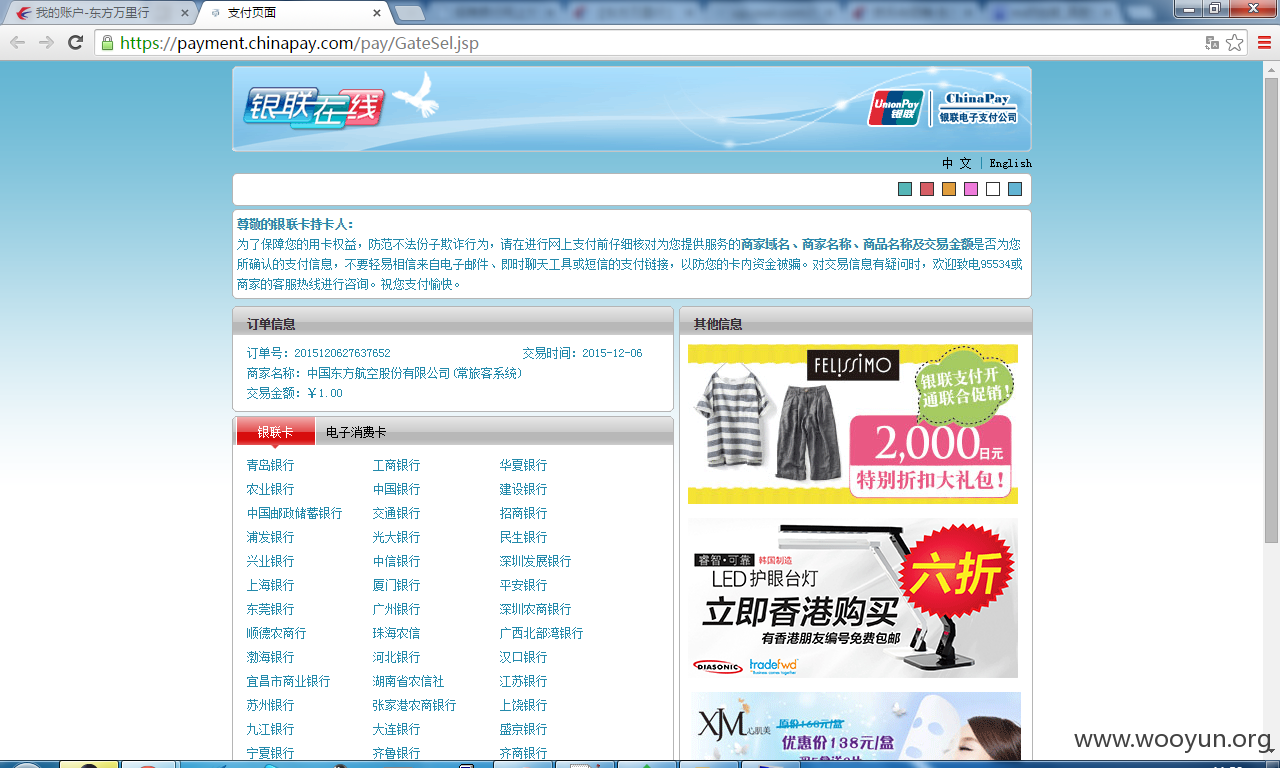 我的账户-东方万里行
支付页面
https://payment.chinapay.com/pay/GateSel.jsp
银联在线
UnionPay
银联
ChinaPay
银联电子支付公司
中 文 | English
尊敬的银联卡持卡人：
为了保障您的用卡权益，防范不法份子欺诈行为，请在进行网上支付前仔细核对为您提供服务的商家域名、商家名称、商品名称及交易金额是否为您
所确认的支付信息，不要轻易相信来自电子邮件、即时聊天工具或短信的支付链接，以防您的卡内资金被骗。对交易信息有疑问时，欢迎致电95534或
商家的客服热线进行咨询。祝您支付愉快。
订单信息
订单号：2015120627637652 交易时间：2015-12-06
商家名称：中国东方航空股份有限公司(常旅客系统)
交易金额：￥1.00
银联卡 电子消费卡
青岛银行 工商银行 华夏银行
农业银行 中国银行 建设银行
中国邮政储蓄银行 交通银行 招商银行
浦发银行 光大银行 民生银行
兴业银行 中信银行 深圳发展银行
上海银行 厦门银行 平安银行
东莞银行 广州银行 深圳农商银行
顺德农商行 珠海农信 广西北部湾银行
渤海银行 河北银行 汉口银行
宜昌市商业银行 湖南省农信社 江苏银行
苏州银行 张家港农商银行 上饶银行
九江银行 大连银行 盛京银行
宁夏银行 齐鲁银行 齐商银行
其他信息
FELISSIMO
银联支付开
通联合促销！
2,000日元
特别折扣大礼包！
睿智·可靠 韩国制造
LED护眼台灯
六折
立即香港购买
有香港朋友编号免费包邮
DIASONIC tradefwd
"Business comes together"
XJM心肌美
原价168元/盒
优惠价138元/盒
www.wooyun.org